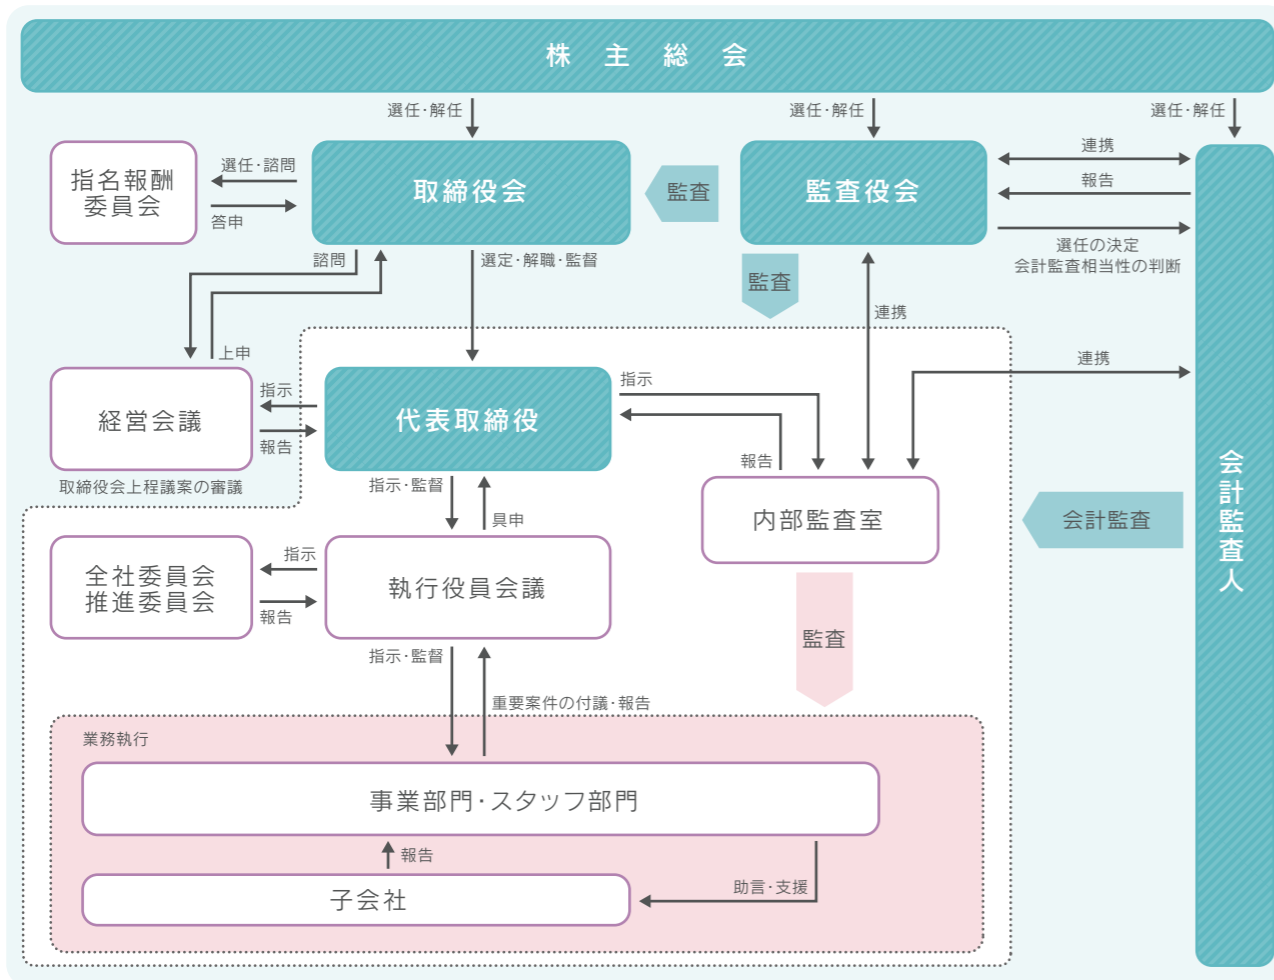 株主総会
選任・解任
選任・解任
選任・解任
指名報酬
委員会
選任・諮問
答申
取締役会
監査
監査役会
連携
報告
選任の決定
会計監査相当性の判断
諮問
上申
選定・解職・監督
監査
連携
連携
経営会議
取締役会上程議案の審議
指示
報告
代表取締役
指示
報告
会計監査人
指示・監督
具申
内部監査室
会計監査
全社委員会
推進委員会
指示
報告
執行役員会議
監査
指示・監督
重要案件の付議・報告
業務執行
事業部門・スタッフ部門
報告
助言・支援
子会社